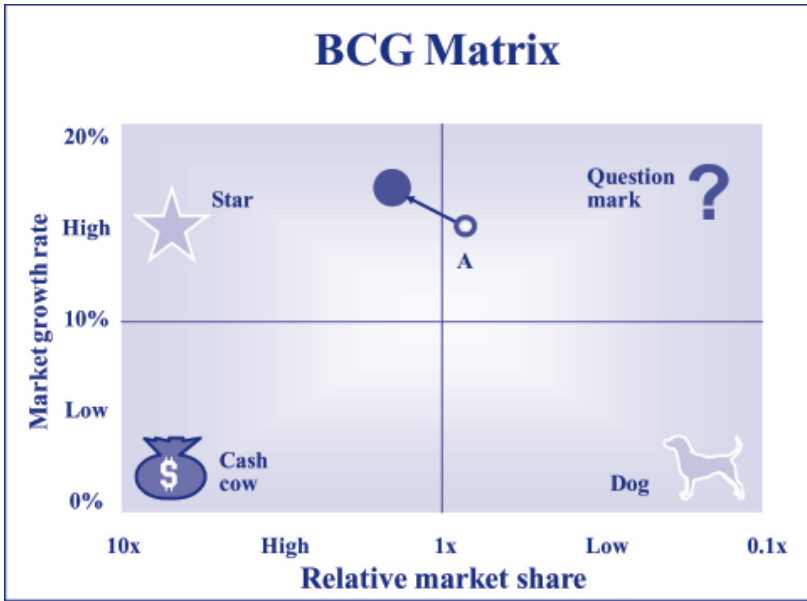 BCG Matrix
20%
Star
Question
mark
?
High
A
Market growth rate
10%
Low
$
Cash
cow
Dog
0%
10x
High
1x
Low
0.1x
Relative market share